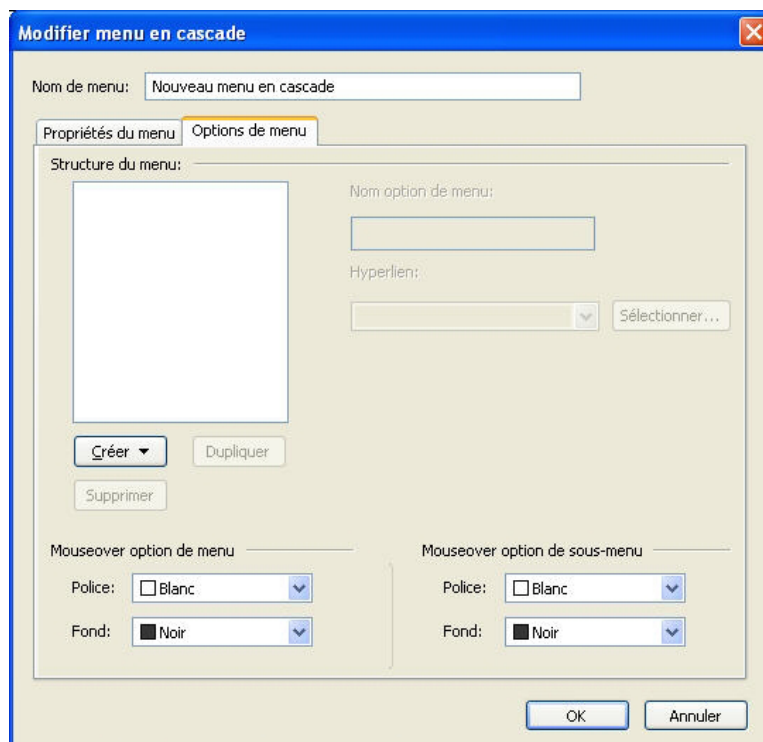 Modifier menu en cascade
Nom de menu: Nouveau menu en cascade
Propriétés du menu Options de menu
Structure du menu:
Nom option de menu:
Hyperlien:
Sélectionner...
Créer Dupliquer
Supprimer
Mouseover option de menu Mouseover option de sous-menu
Police: Blanc Police: Blanc
Fond: Noir Fond: Noir
OK Annuler